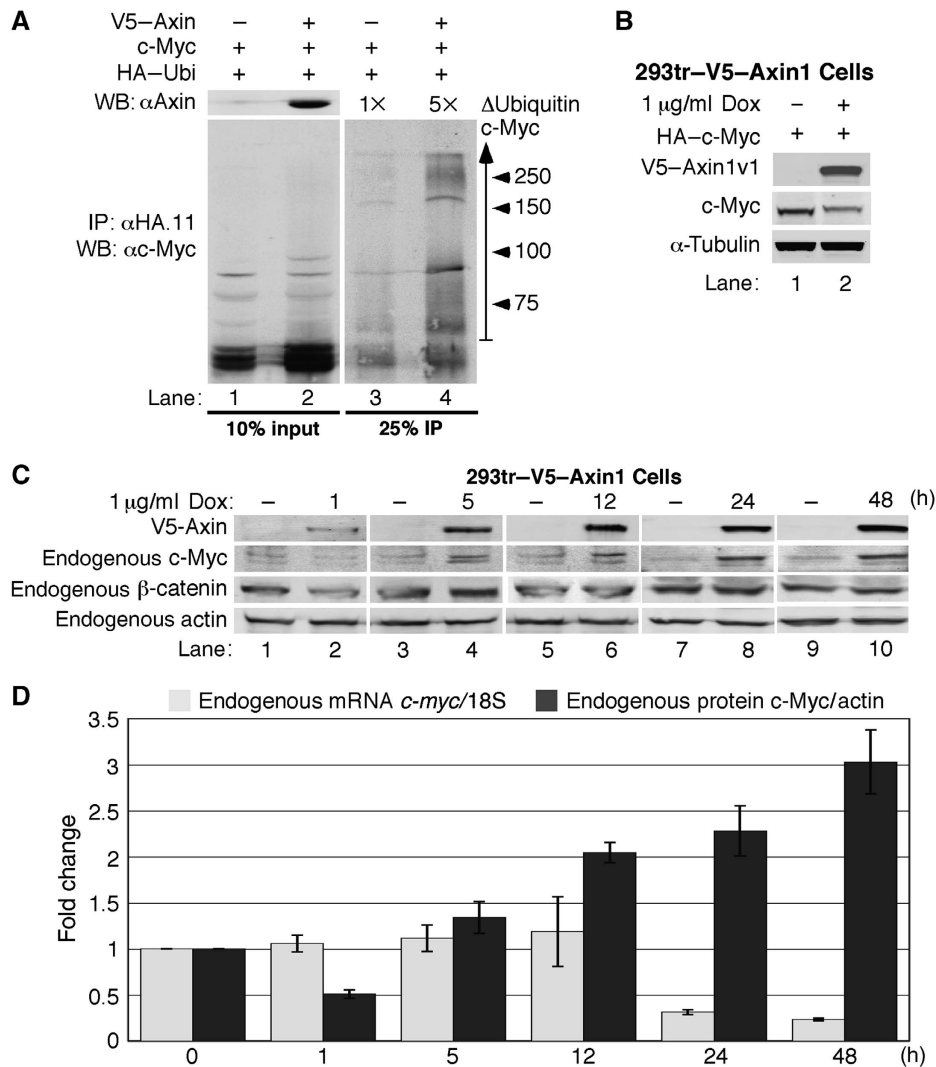 A
V5–Axin – + – +
c-Myc + + + +
HA–Ubi + + + +
WB: αAxin 1× 5× ΔUbiquitin
c-Myc
250
150
IP: αHA.11
WB: αc-Myc
100
75
Lane: 1 2 3 4
10% input 25% IP
B
293tr–V5–Axin1 Cells
1 µg/ml Dox – +
HA–c-Myc + +
V5–Axin1v1
c-Myc
α-Tubulin
Lane: 1 2
C
293tr–V5–Axin1 Cells
1 µg/ml Dox: – 1 – 5 – 12 – 24 – 48 (h)
V5-Axin
Endogenous c-Myc
Endogenous β-catenin
Endogenous actin
Lane: 1 2 3 4 5 6 7 8 9 10
D
Endogenous mRNA c-myc/18S Endogenous protein c-Myc/actin
Fold change
3.5
3
2.5
2
1.5
1
0.5
0
0 1 5 12 24 48 (h)